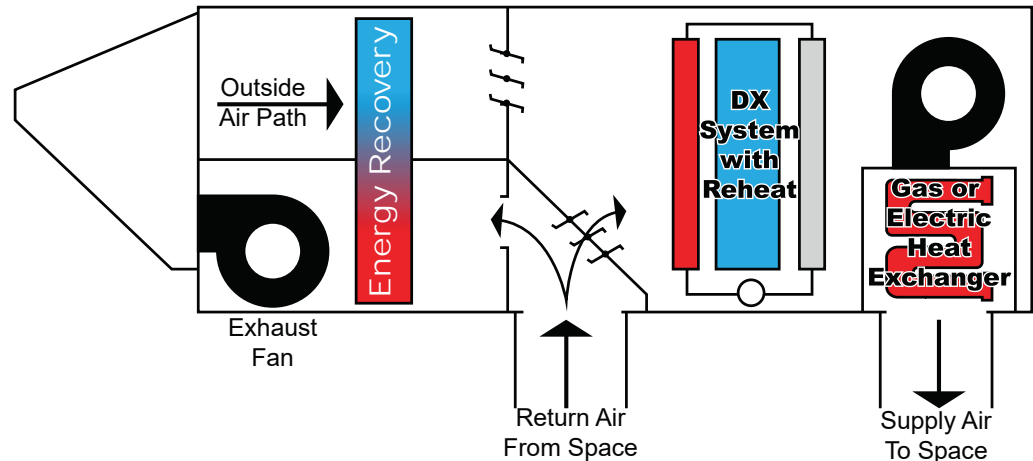 Outside
Air Path
Energy Recovery
DX
System
with
Reheat
Gas or
Electric
Heat
Exchanger
Exhaust
Fan
Return Air
From Space
Supply Air
To Space